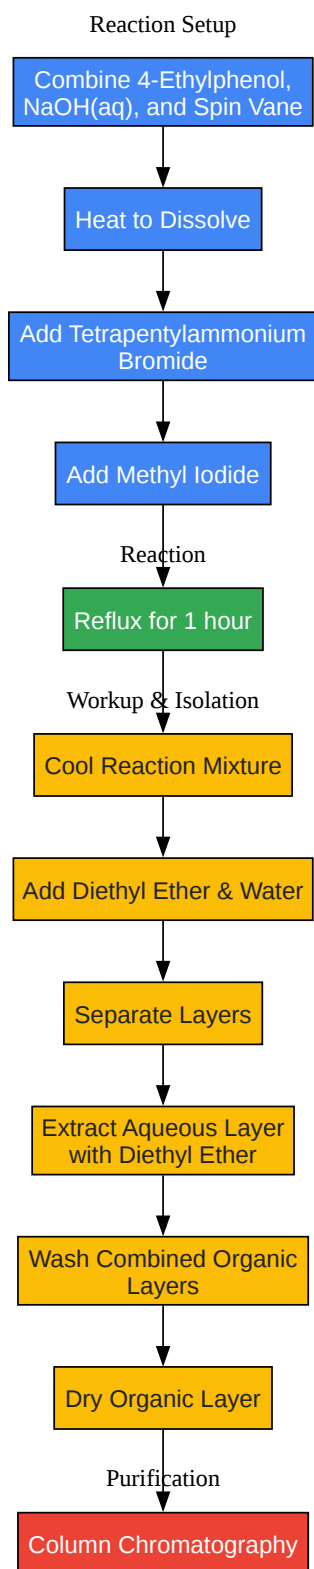 Reaction Setup
Combine 4-Ethylphenol,
NaOH(aq), and Spin Vane
Heat to Dissolve
Add Tetrapentylammonium
Bromide
Add Methyl Iodide
Reaction
Reflux for 1 hour
Workup & Isolation
Cool Reaction Mixture
Add Diethyl Ether & Water
Separate Layers
Extract Aqueous Layer
with Diethyl Ether
Wash Combined Organic
Layers
Dry Organic Layer
Purification
Column Chromatography